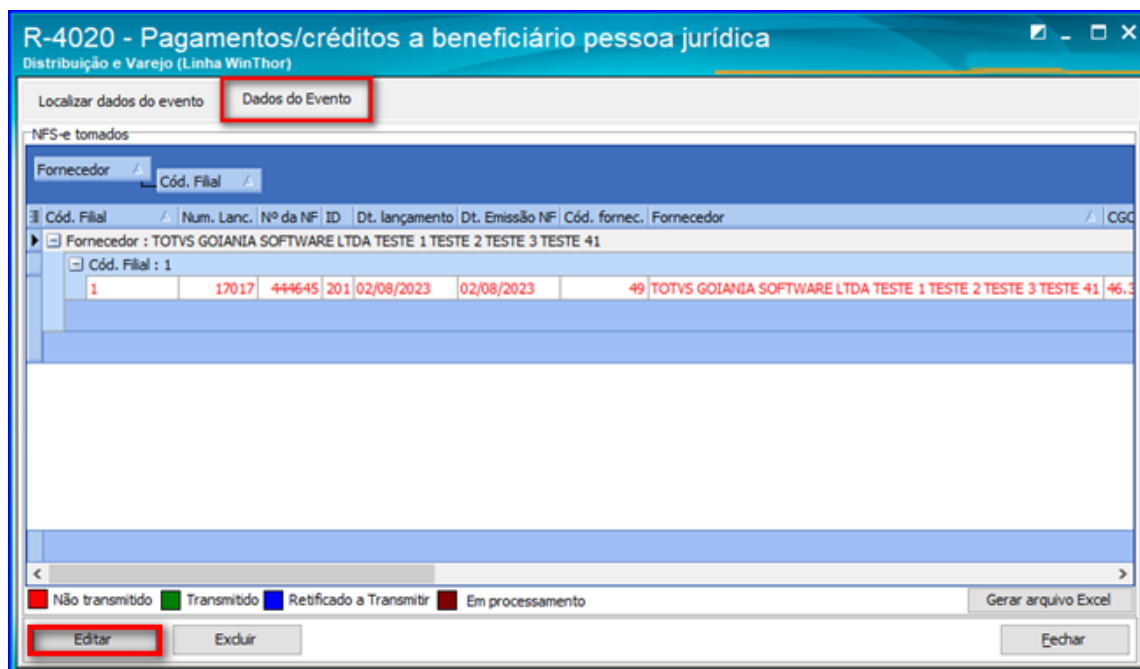 R-4020 - Pagamentos/créditos a beneficiário pessoa jurídica
Distribuição e Varejo (Linha WinThor)
Localizar dados do evento Dados do Evento
NFS-e tomados
Fornecedor
Cód. Filial
Cód. Filial Num. Lanc. Nº da NF ID Dt. lançamento Dt. Emissão NF Cód. fornec. Fornecedor CGC
Fornecedor : TOTVS GOIANIA SOFTWARE LTDA TESTE 1 TESTE 2 TESTE 3 TESTE 41
Cód. Filial : 1
1 17017 444645 201 02/08/2023 02/08/2023 49 TOTVS GOIANIA SOFTWARE LTDA TESTE 1 TESTE 2 TESTE 3 TESTE 41 46.3
Não transmitido Transmitido Retificado a Transmitir Em processamento Gerar arquivo Excel
Editar Excluir Fechar